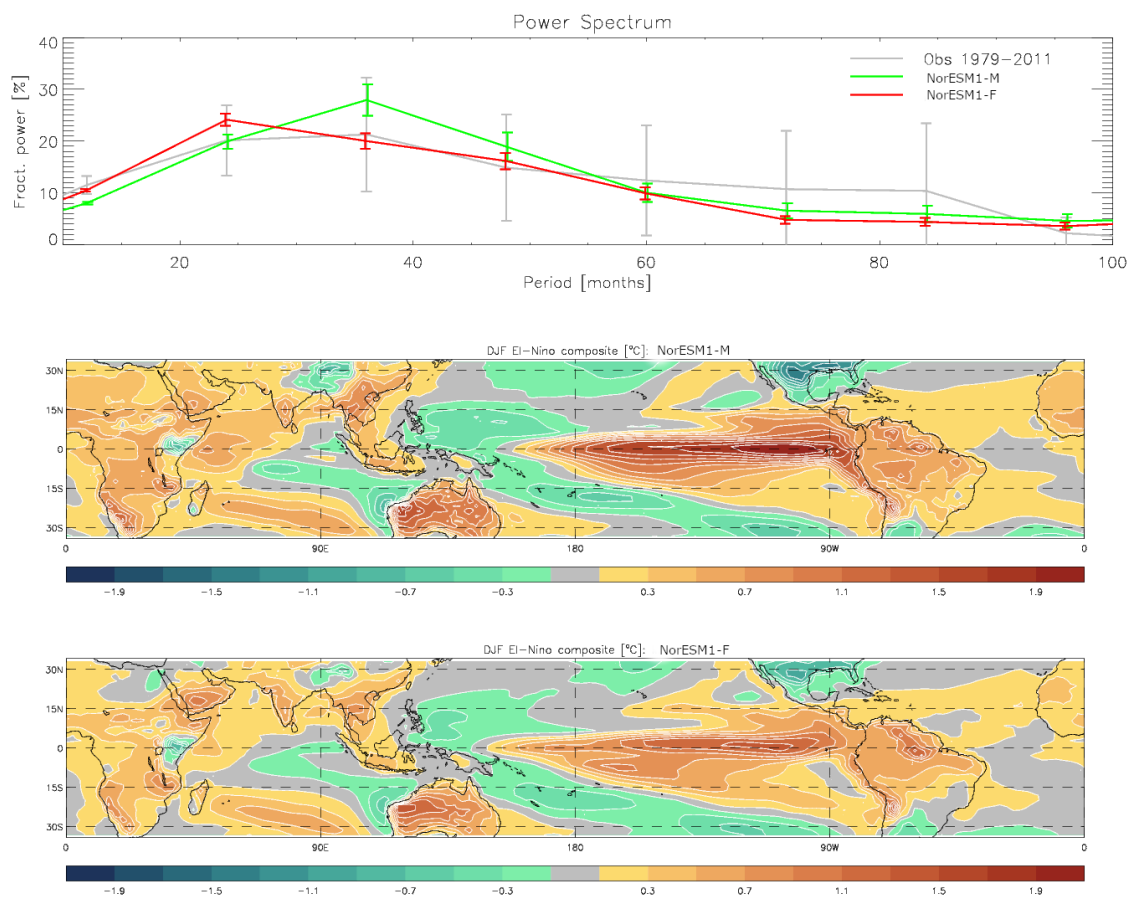 Power Spectrum
40
30
20
10
0
Fract. power [%]
Obs 1979-2011
NorESM1-M
NorESM1-F
20 40 60 80 100
Period [months]
DJF El-Nino composite [°C]: NorESM1-M
30N
15N
0
15S
30S
0 90E 180 90W 0
-1.9 -1.5 -1.1 -0.7 -0.3 0.3 0.7 1.1 1.5 1.9
DJF El-Nino composite [°C]: NorESM1-F
30N
15N
0
15S
30S
0 90E 180 90W 0
-1.9 -1.5 -1.1 -0.7 -0.3 0.3 0.7 1.1 1.5 1.9